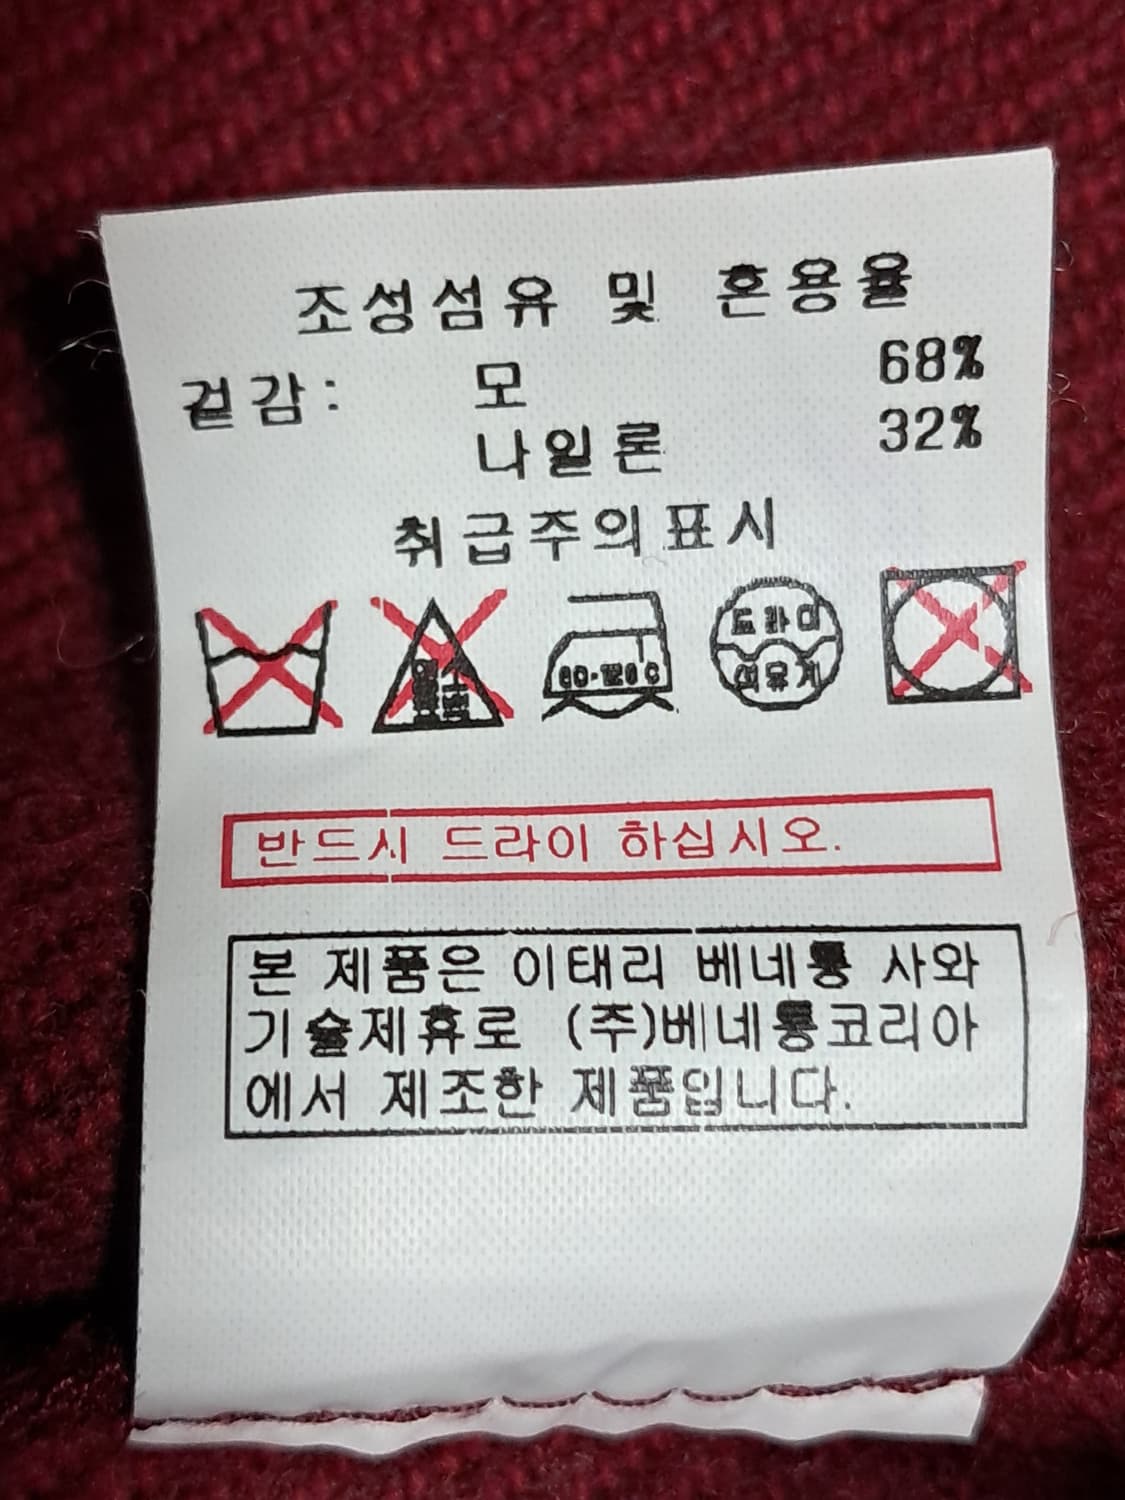 조성섬유 및 혼용율
겉감: 모 68%
나일론 32%
취급주의표시
드라이
석유계
반드시 드라이 하십시오.
본 제품은 이태리 베네통 사와
기술제휴로 (주)베네통코리아
에서 제조한 제품입니다.